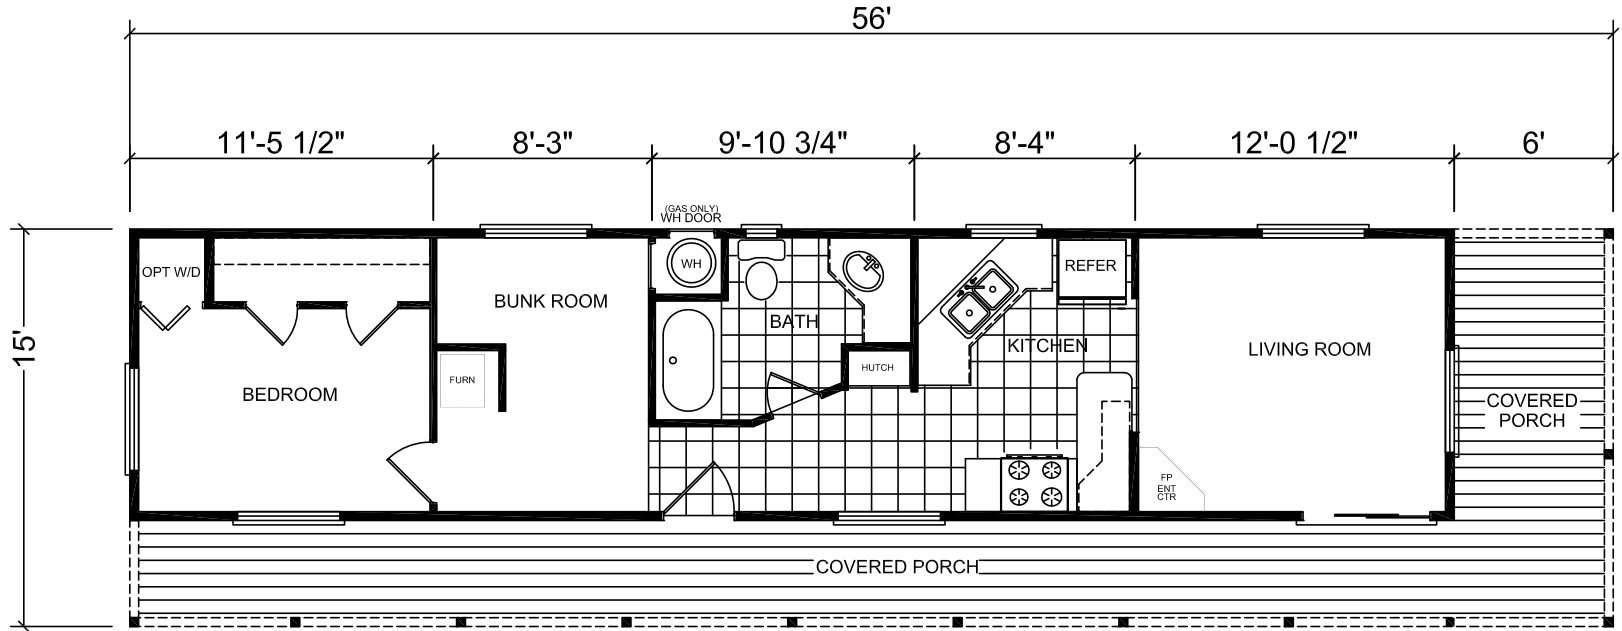 56'
11'-5 1/2"
8'-3"
9'-10 3/4"
8'-4"
12'-0 1/2"
6'
15'
(GAS ONLY)
WH DOOR
OPT W/D
WH
REFER
BUNK ROOM
BATH
KITCHEN
LIVING ROOM
HUTCH
FURN
BEDROOM
COVERED
PORCH
FP
ENT
CTR
COVERED PORCH